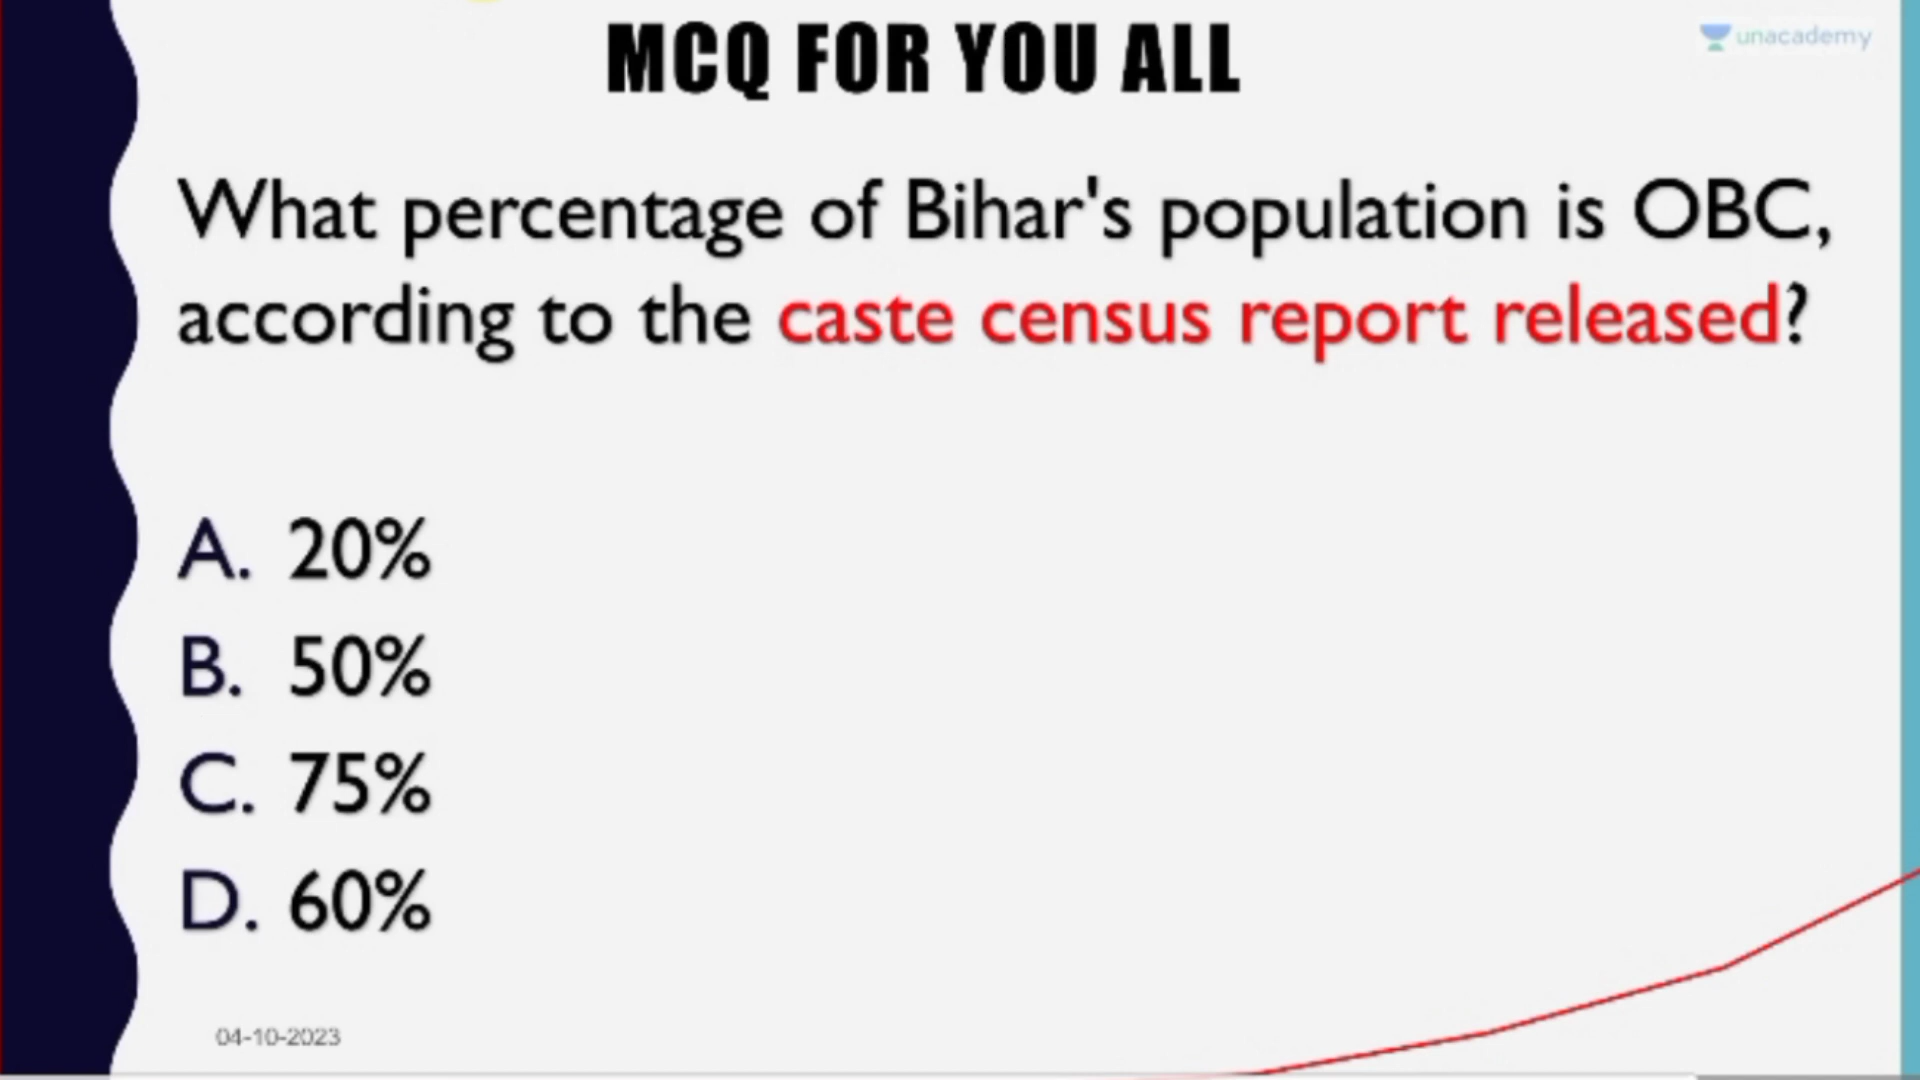 MCQ FOR YOU ALL
unacademy
What percentage of Bihar's population is OBC,
according to the caste census report released?
A. 20%
B. 50%
C. 75%
D. 60%
04-10-2023